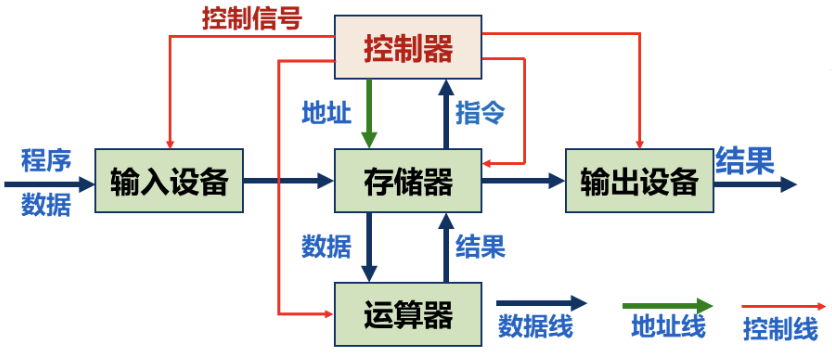 控制信号
控制器
地址
指令
程序
数据
输入设备
存储器
输出设备
结果
数据
结果
运算器
数据线
地址线
控制线